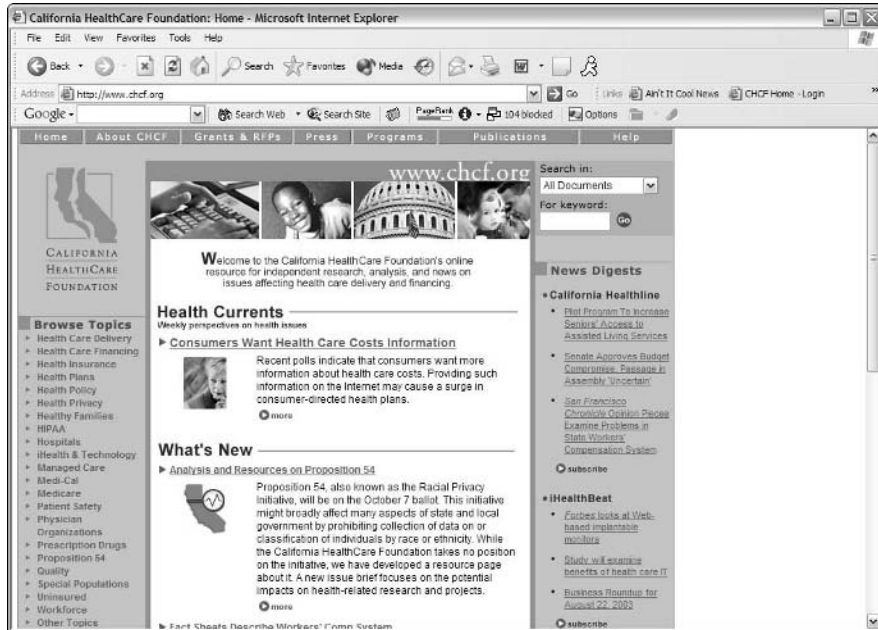 California HealthCare Foundation: Home - Microsoft Internet Explorer
File Edit View Favorites Tools Help
Back Search Favorites Media
Address http://www.chcf.org Go Links Ain't It Cool News CHCF Home - Login »
Google Search Web Search Site PageRank 104 blocked Options
Home About CHCF Grants & RFPs Press Programs Publications Help
CALIFORNIA
HEALTHCARE
FOUNDATION
Browse Topics
Health Care Delivery
Health Care Financing
Health Insurance
Health Plans
Health Policy
Health Privacy
Healthy Families
HIPAA
Hospitals
iHealth & Technology
Managed Care
Medi-Cal
Medicare
Patient Safety
Physician
Organizations
Prescription Drugs
Proposition 54
Quality
Special Populations
Uninsured
Workforce
Other Topics
www.chcf.org
Welcome to the California HealthCare Foundation's online
resource for independent research, analysis, and news on
issues affecting health care delivery and financing.
Health Currents
Weekly perspectives on health issues
Consumers Want Health Care Costs Information
Recent polls indicate that consumers want more
information about health care costs. Providing such
information on the Internet may cause a surge in
consumer-directed health plans.
more
What's New
Analysis and Resources on Proposition 54
Proposition 54, also known as the Racial Privacy
Initiative, will be on the October 7 ballot. This initiative
might broadly affect many aspects of state and local
government by prohibiting collection of data on or
classification of individuals by race or ethnicity. While
the California HealthCare Foundation takes no position
on the initiative, we have developed a resource page
about it. A new issue brief focuses on the potential
impacts on health-related research and projects.
more
Fact Sheets Describe Workers' Comp System
Search in:
All Documents
For keyword:
Go
News Digests
California Healthline
Pilot Program To Increase
Seniors' Access to
Assisted Living Services
Senate Approves Budget
Compromise, Passage in
Assembly 'Uncertain'
San Francisco
Chronicle Opinion Pieces
Examine Problems in
State Workers'
Compensation System
subscribe
iHealthBeat
Forbes looks at Web-
based implantable
monitors
Study will examine
benefits of health care IT
Business Roundup for
August 22, 2003
subscribe